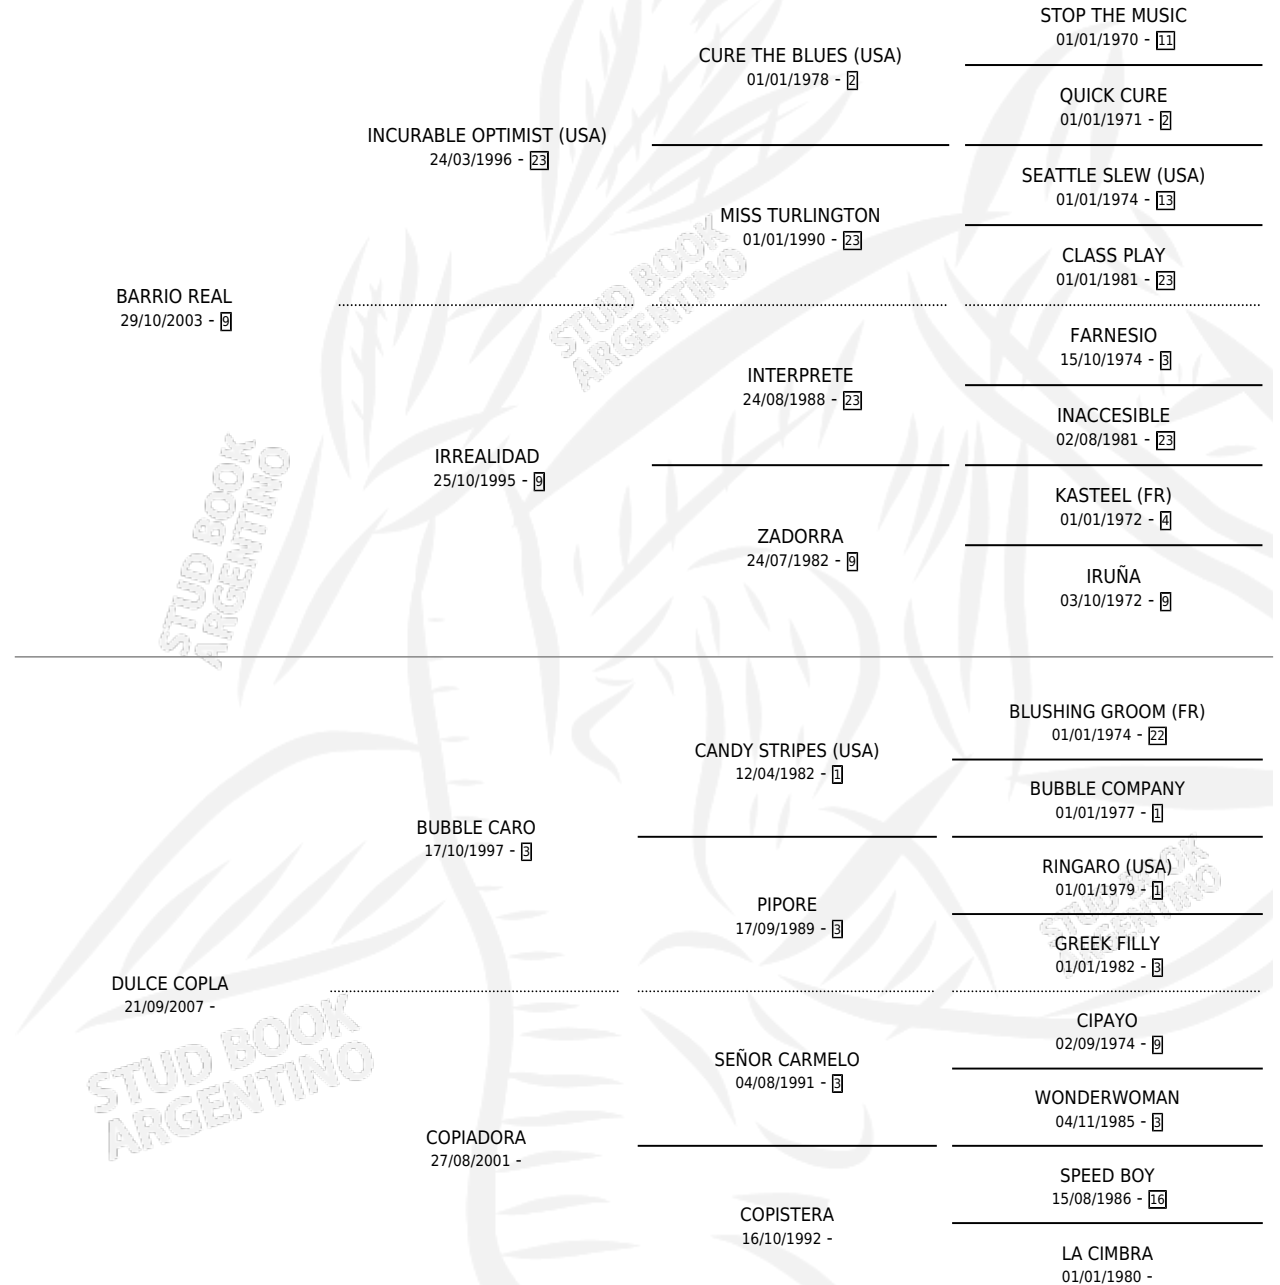 STOP THE MUSIC
01/01/1970 - 11
CURE THE BLUES (USA)
01/01/1978 - 2
QUICK CURE
01/01/1971 - 2
INCURABLE OPTIMIST (USA)
24/03/1996 - 23
SEATTLE SLEW (USA)
01/01/1974 - 13
MISS TURLINGTON
01/01/1990 - 23
CLASS PLAY
01/01/1981 - 23
BARRIO REAL
29/10/2003 - 9
FARNESIO
15/10/1974 - 3
INTERPRETE
24/08/1988 - 23
INACCESIBLE
02/08/1981 - 23
IRREALIDAD
25/10/1995 - 9
KASTEEL (FR)
01/01/1972 - 4
ZADORRA
24/07/1982 - 9
IRUÑA
03/10/1972 - 9
STUD BOOK
ARGENTINO
STUD BOOK
ARGENTINO
BLUSHING GROOM (FR)
01/01/1974 - 22
CANDY STRIPES (USA)
12/04/1982 - 1
BUBBLE COMPANY
01/01/1977 - 1
BUBBLE CARO
17/10/1997 - 3
RINGARO (USA)
01/01/1979 - 1
PIPORE
17/09/1989 - 3
GREEK FILLY
01/01/1982 - 3
DULCE COPLA
21/09/2007 -
CIPAYO
02/09/1974 - 9
SEÑOR CARMELO
04/08/1991 - 3
WONDERWOMAN
04/11/1985 - 3
COPIADORA
27/08/2001 -
SPEED BOY
15/08/1986 - 16
COPISTERA
16/10/1992 -
LA CIMBRA
01/01/1980 -
STUD BOOK
ARGENTINO
STUD BOOK
ARGENTINO